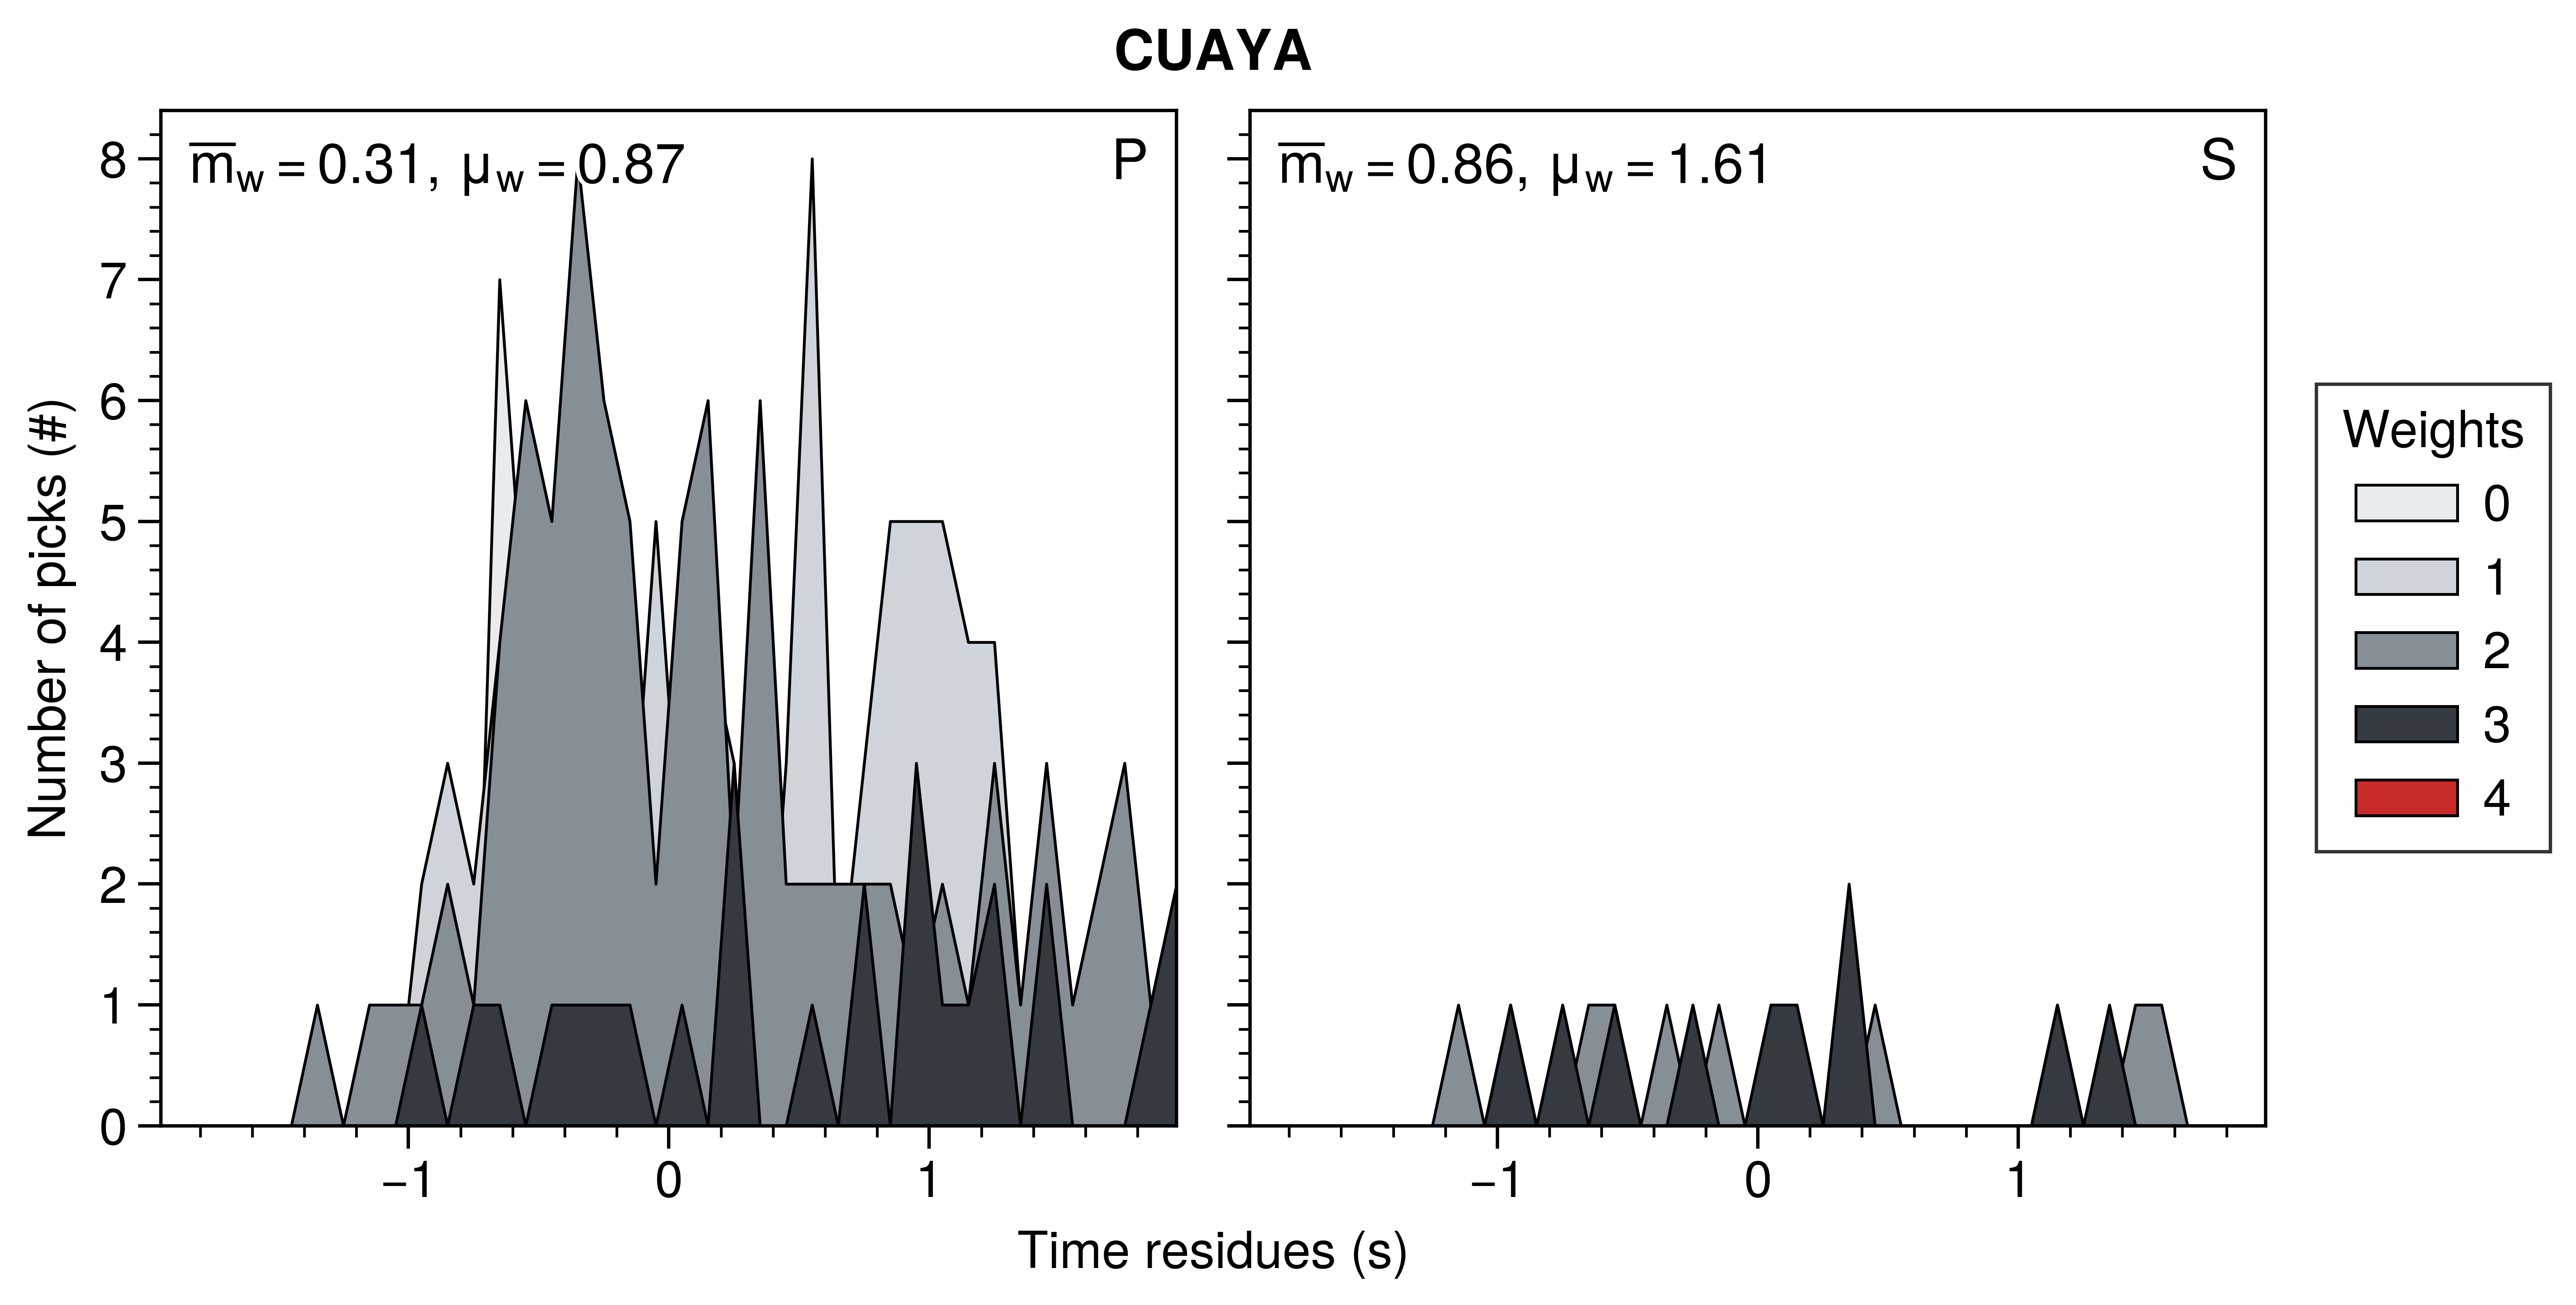 CUAYA
m̅w = 0.31, μw = 0.87
P
m̅w = 0.86, μw = 1.61
S
Number of picks (#)
8
7
6
5
4
3
2
1
0
−1 0 1
−1 0 1
Time residues (s)
Weights
0
1
2
3
4